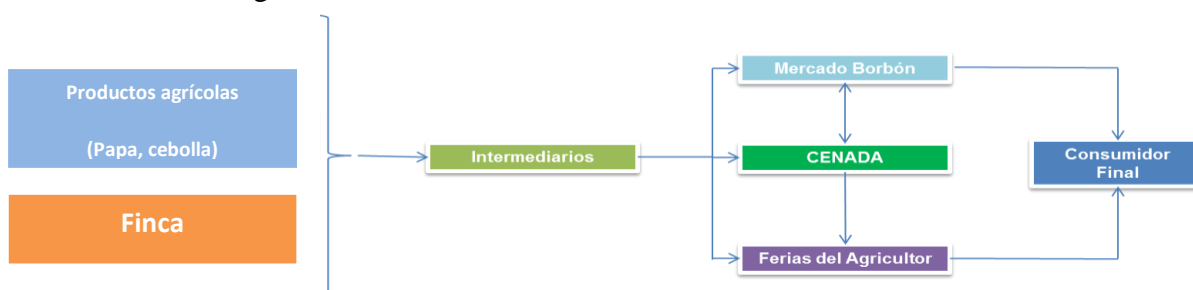 Productos agrícolas
(Papa, cebolla)
Finca
Intermediarios
Mercado Borbón
CENADA
Ferias del Agricultor
Consumidor
Final